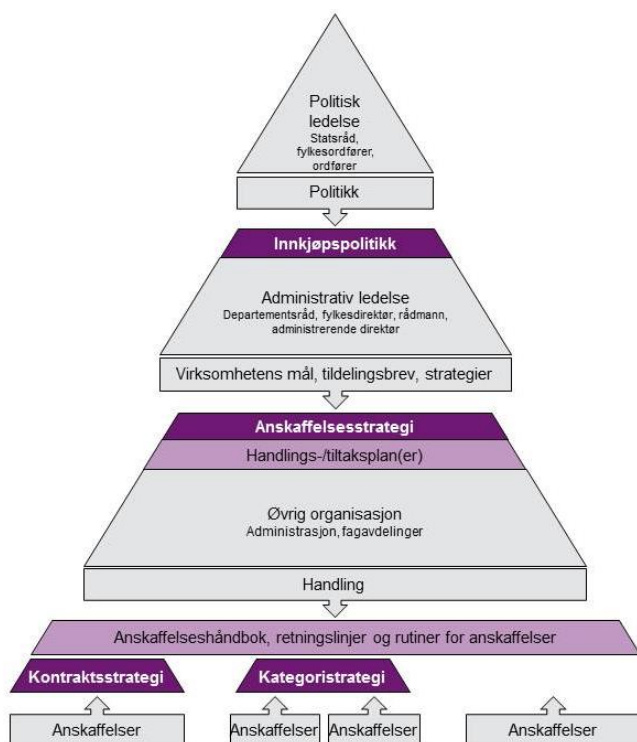 Politisk
ledelse
Statsråd,
fylkesordfører,
ordfører
Politikk
Innkjøpspolitikk
Administrativ ledelse
Departementsråd, fylkesdirektør, rådmann,
administrerende direktør
Virksomhetens mål, tildelingsbrev, strategier
Anskaffelsesstrategi
Handlings-/tiltaksplan(er)
Øvrig organisasjon
Administrasjon, fagavdelinger
Handling
Anskaffelseshåndbok, retningslinjer og rutiner for anskaffelser
Kontraktsstrategi
Kategoristrategi
Anskaffelser
Anskaffelser
Anskaffelser
Anskaffelser